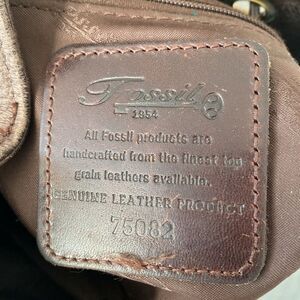 Fossil
1954
All Fossil products are
handcrafted from the finest top
grain leathers available.
GENUINE LEATHER PRODUCT
75082